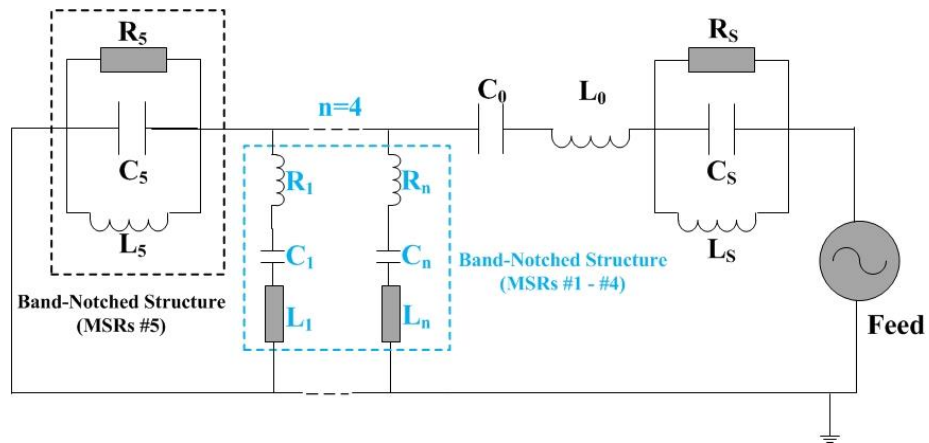 R5
C5
L5
Band-Notched Structure
(MSRs #5)
n=4
R1
C1
L1
Rn
Cn
Ln
Band-Notched Structure
(MSRs #1 - #4)
C0
L0
RS
CS
LS
Feed